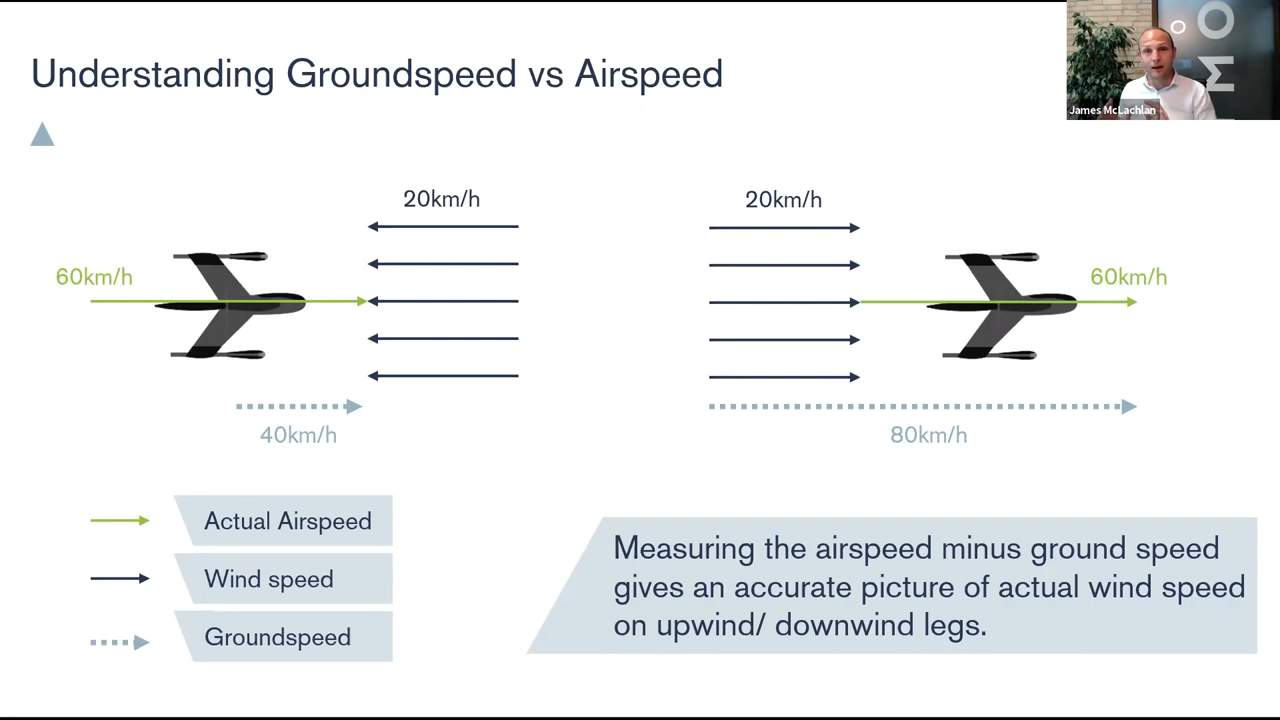 Understanding Groundspeed vs Airspeed
James McLachlan
20km/h
20km/h
60km/h
60km/h
40km/h
80km/h
Actual Airspeed
Wind speed
Groundspeed
Measuring the airspeed minus ground speed
gives an accurate picture of actual wind speed
on upwind/ downwind legs.